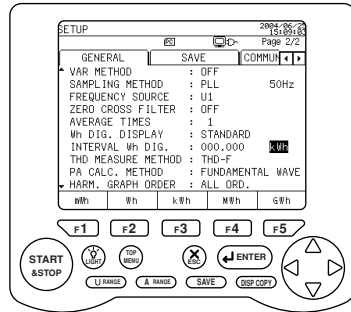 SETUP 2004/06/29
15:09:03
PC Page 2/2
GENERAL SAVE COMMUN
VAR METHOD : OFF
SAMPLING METHOD : PLL 50Hz
FREQUENCY SOURCE : U1
ZERO CROSS FILTER : OFF
AVERAGE TIMES : 1
Wh DIG. DISPLAY : STANDARD
INTERVAL Wh DIG. : 000.000 kWh
THD MEASURE METHOD : THD-F
PA CALC. METHOD : FUNDAMENTAL WAVE
HARM. GRAPH ORDER : ALL ORD.
mWh Wh kWh MWh GWh
F1 F2 F3 F4 F5
START
&STOP
LIGHT
TOP
MENU
ESC
ENTER
U RANGE A RANGE SAVE DISP COPY